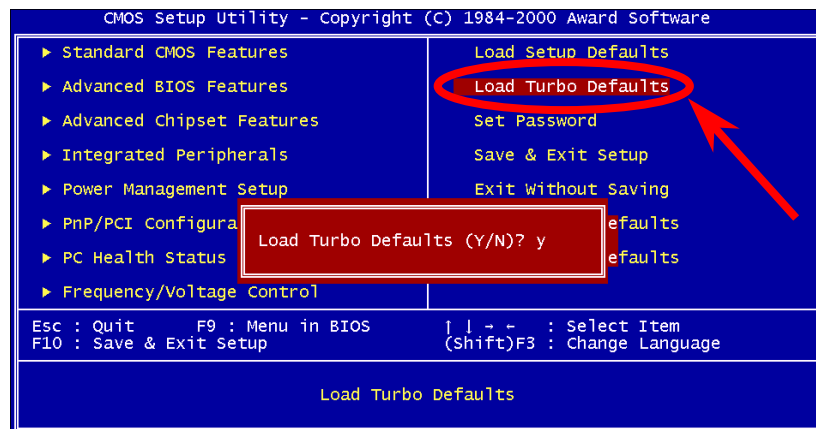 CMOS Setup Utility - Copyright (C) 1984-2000 Award Software
▶ Standard CMOS Features
▶ Advanced BIOS Features
▶ Advanced Chipset Features
▶ Integrated Peripherals
▶ Power Management Setup
▶ PnP/PCI Configura
▶ PC Health Status
▶ Frequency/Voltage Control
Load Setup Defaults
Load Turbo Defaults
Set Password
Save & Exit Setup
Exit Without Saving
efaults
efaults
Load Turbo Defaults (Y/N)? y
Esc : Quit F9 : Menu in BIOS ↑ ↓ → ← : Select Item
F10 : Save & Exit Setup (Shift)F3 : Change Language
Load Turbo Defaults